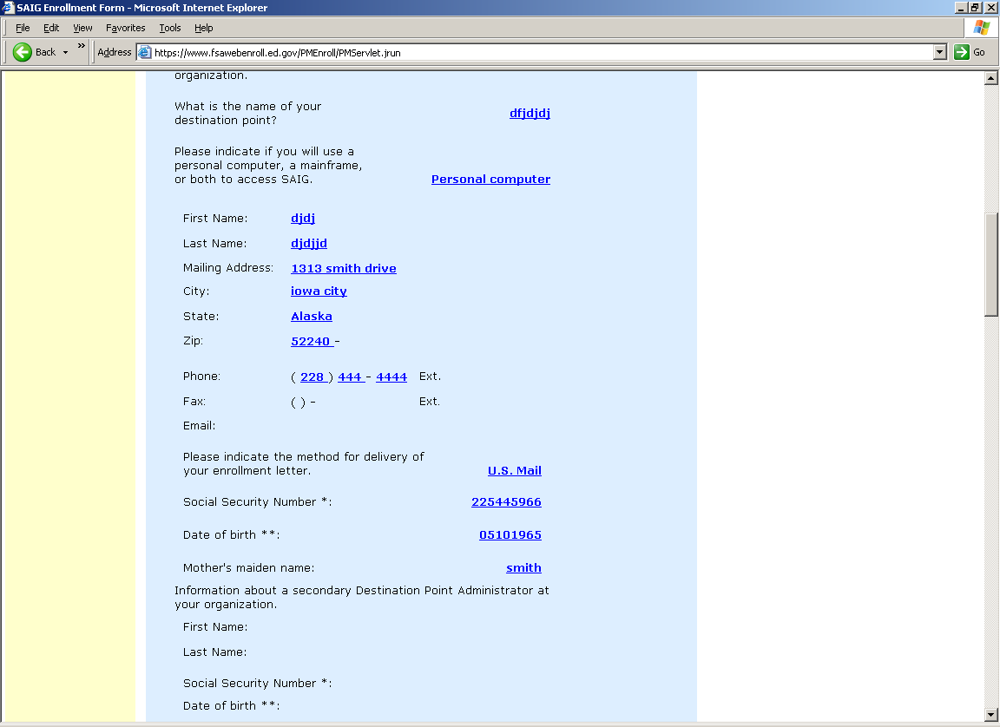 SAIG Enrollment Form - Microsoft Internet Explorer
File Edit View Favorites Tools Help
Back » Address https://www.fsawebenroll.ed.gov/PMEnroll/PMServlet.jrun Go
organization.
What is the name of your
destination point? dfjdjdj
Please indicate if you will use a
personal computer, a mainframe,
or both to access SAIG. Personal computer
First Name: djdj
Last Name: djdjjd
Mailing Address: 1313 smith drive
City: iowa city
State: Alaska
Zip: 52240 -
Phone: ( 228 ) 444 - 4444 Ext.
Fax: ( ) - Ext.
Email:
Please indicate the method for delivery of
your enrollment letter. U.S. Mail
Social Security Number *: 225445966
Date of birth **: 05101965
Mother's maiden name: smith
Information about a secondary Destination Point Administrator at
your organization.
First Name:
Last Name:
Social Security Number *:
Date of birth **: